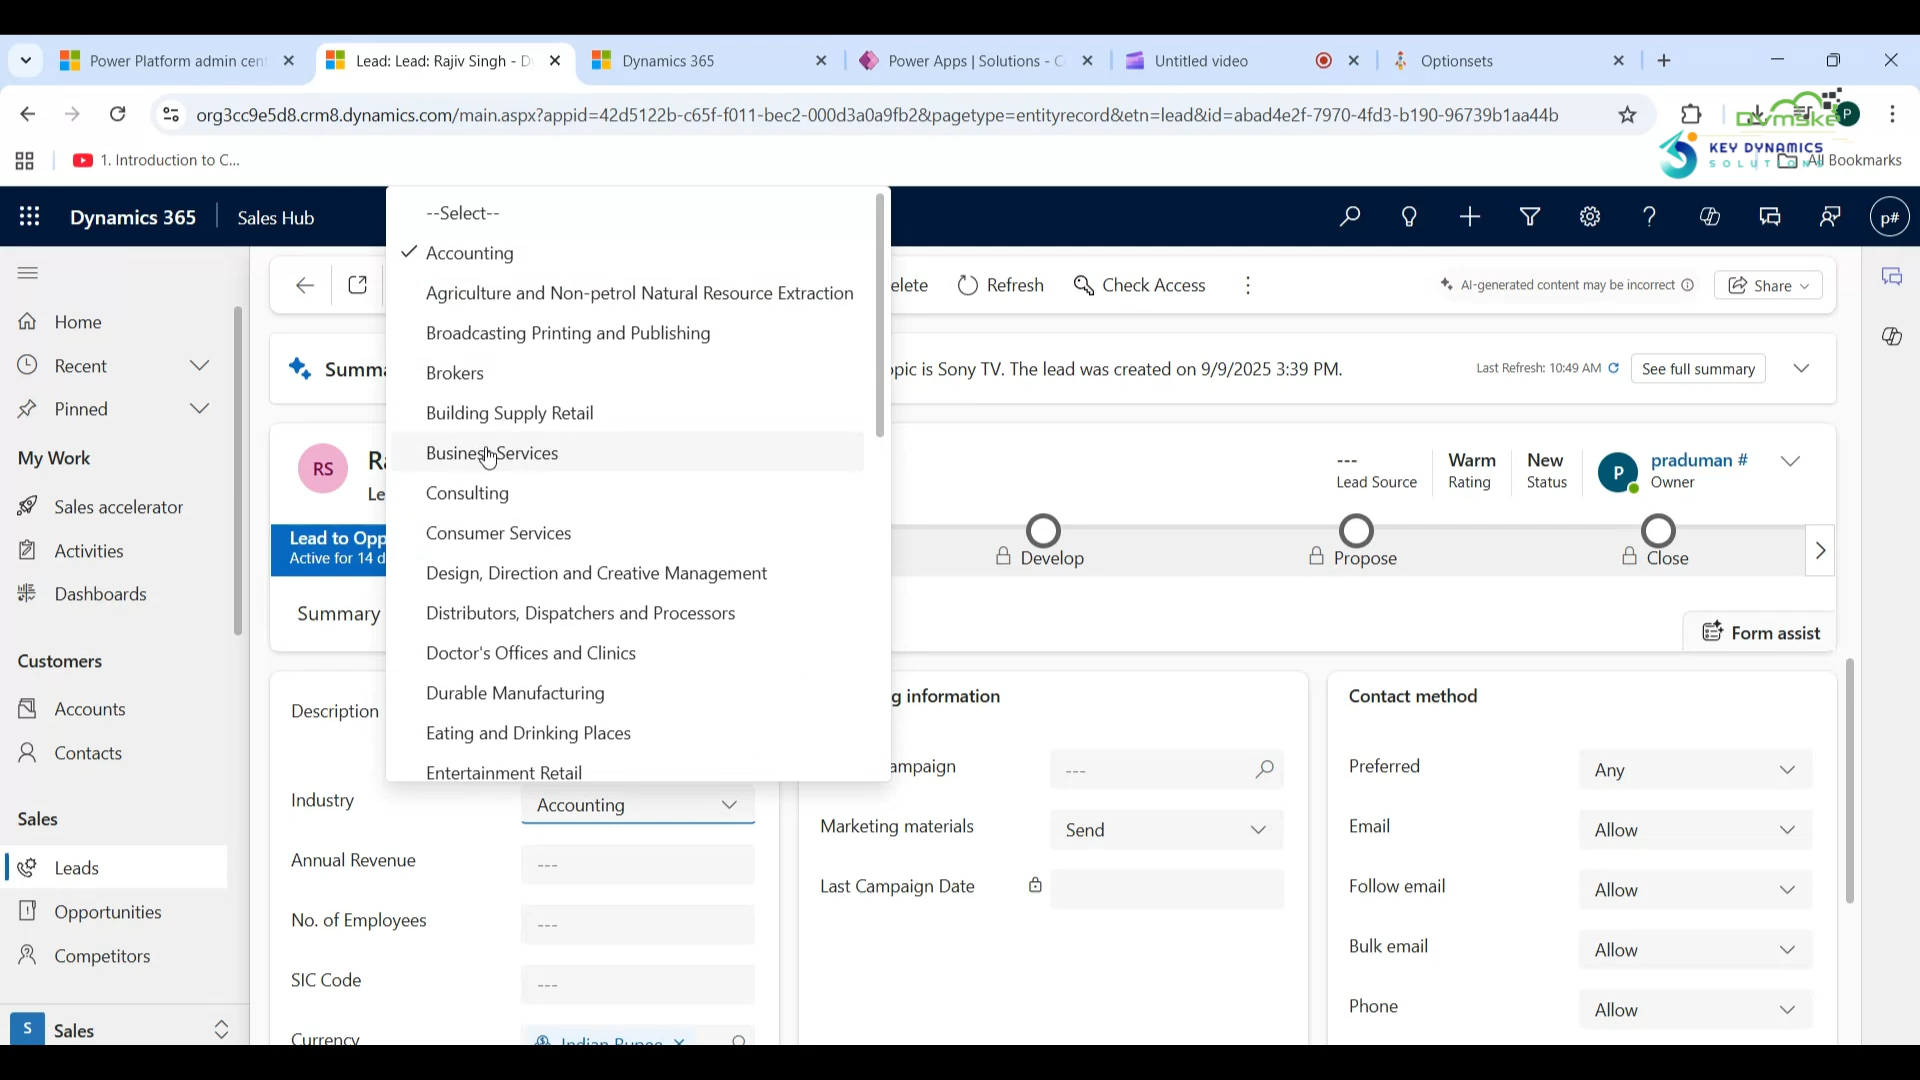 Power Platform admin cent
Lead: Lead: Rajiv Singh - D
Dynamics 365
Power Apps | Solutions - C
Untitled video
Optionsets
org3cc9e5d8.crm8.dynamics.com/main.aspx?appid=42d5122b-c65f-f011-bec2-000d3a0a9fb2&pagetype=entityrecord&etn=lead&id=abad4e2f-7970-4fd3-b190-96739b1aa44b
P
1. Introduction to C...
KEY DYNAMICS
All Bookmarks
Dynamics 365
Sales Hub
p#
--Select--
Accounting
Agriculture and Non-petrol Natural Resource Extraction
Broadcasting Printing and Publishing
Brokers
Building Supply Retail
Business Services
Consulting
Consumer Services
Design, Direction and Creative Management
Distributors, Dispatchers and Processors
Doctor's Offices and Clinics
Durable Manufacturing
Eating and Drinking Places
Entertainment Retail
Home
Recent
Pinned
My Work
Sales accelerator
Activities
Dashboards
Customers
Accounts
Contacts
Sales
Leads
Opportunities
Competitors
S Sales
elete
Refresh
Check Access
AI-generated content may be incorrect
Share
Summa
pic is Sony TV. The lead was created on 9/9/2025 3:39 PM.
Last Refresh: 10:49 AM
See full summary
RS
Ra
Le
---
Lead Source
Warm
Rating
New
Status
P
praduman #
Owner
Lead to Opp
Active for 14 d
Develop
Propose
Close
Summary
Form assist
Description
Industry
Accounting
Annual Revenue
---
No. of Employees
---
SIC Code
---
Currency
Indian Rupee
g information
ampaign
---
Marketing materials
Send
Last Campaign Date
Contact method
Preferred
Any
Email
Allow
Follow email
Allow
Bulk email
Allow
Phone
Allow